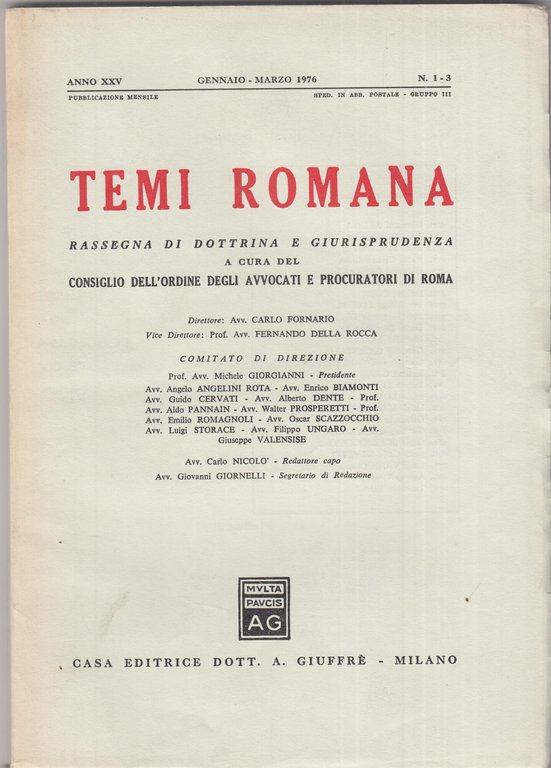 ANNO XXV GENNAIO - MARZO 1976 N. 1 - 3
PUBBLICAZIONE MENSILE SPED. IN ABB. POSTALE - GRUPPO III
TEMI ROMANA
RASSEGNA DI DOTTRINA E GIURISPRUDENZA
A CURA DEL
CONSIGLIO DELL'ORDINE DEGLI AVVOCATI E PROCURATORI DI ROMA
Direttore: Avv. CARLO FORNARIO
Vice Direttore: Prof. Avv. FERNANDO DELLA ROCCA
COMITATO DI DIREZIONE
Prof. Avv. Michele GIORGIANNI - Presidente
Avv. Angelo ANGELINI ROTA - Avv. Enrico BIAMONTI
Avv. Guido CERVATI - Avv. Alberto DENTE - Prof.
Avv. Aldo PANNAIN - Avv. Walter PROSPERETTI - Prof.
Avv. Emilio ROMAGNOLI - Avv. Oscar SCAZZOCCHIO
Avv. Luigi STORACE - Avv. Filippo UNGARO - Avv.
Giuseppe VALENSISE
Avv. Carlo NICOLO' - Redattore capo
Avv. Giovanni GIORNELLI - Segretario di Redazione
MVLTA
PAVCIS
AG
CASA EDITRICE DOTT. A. GIUFFRÈ - MILANO